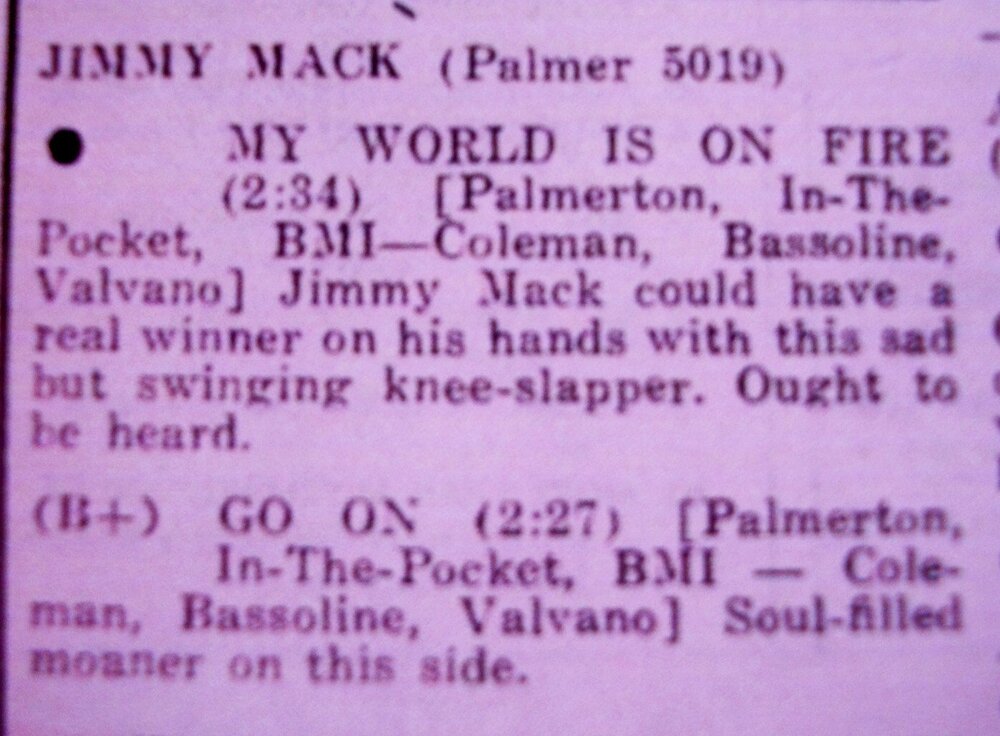 JIMMY MACK (Palmer 5019)
● MY WORLD IS ON FIRE
(2:34) [Palmerton, In-The-
Pocket, BMI—Coleman, Bassoline,
Valvano] Jimmy Mack could have a
real winner on his hands with this sad
but swinging knee-slapper. Ought to
be heard.
(B+) GO ON (2:27) [Palmerton,
In-The-Pocket, BMI — Cole-
man, Bassoline, Valvano] Soul-filled
moaner on this side.